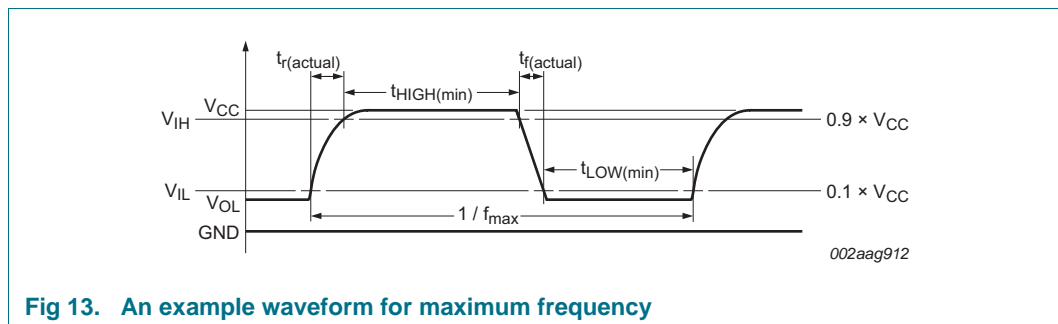 tr(actual)
tf(actual)
tHIGH(min)
VCC
VIH
0.9 × VCC
tLOW(min)
VIL
0.1 × VCC
VOL
1 / fmax
GND
002aag912
Fig 13. An example waveform for maximum frequency